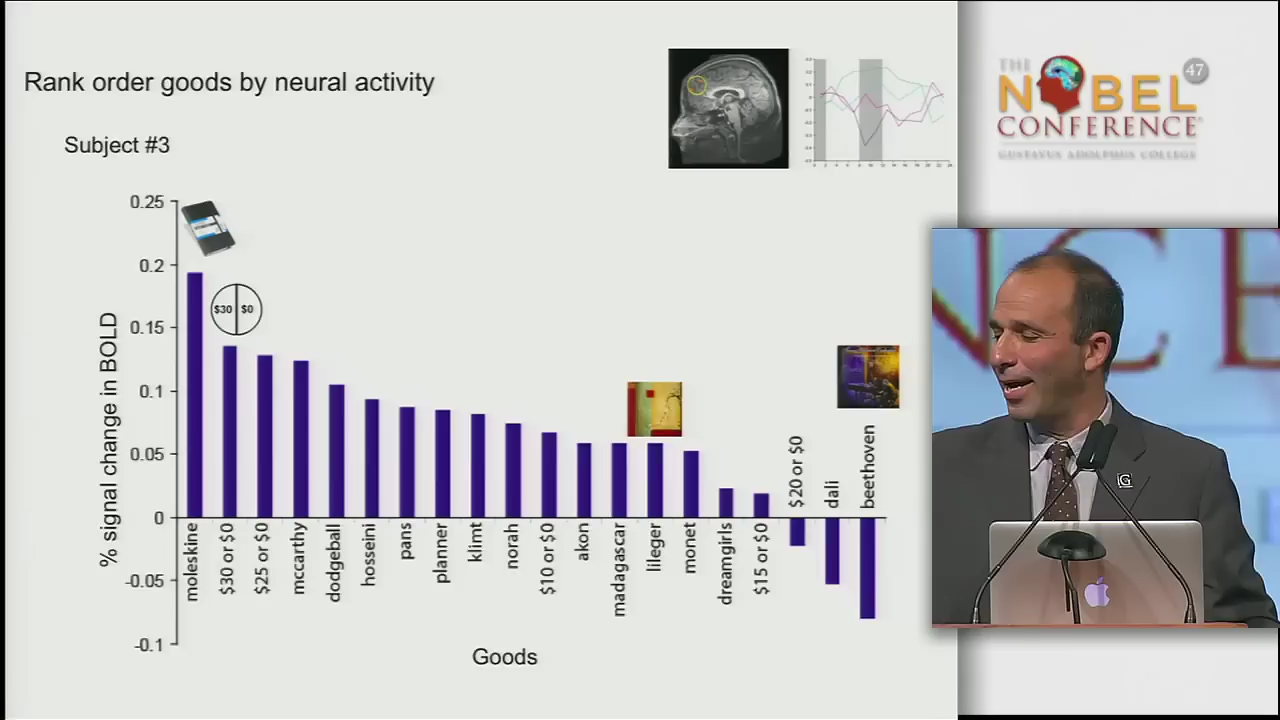 Rank order goods by neural activity
Subject #3
THE
NOBEL
47
CONFERENCE
GUSTAVUS ADOLPHUS COLLEGE
0.25
0.2
0.15
0.1
0.05
0
-0.05
-0.1
% signal change in BOLD
$30 $0
moleskine
$30 or $0
$25 or $0
mccarthy
dodgeball
hosseini
pans
planner
klimt
norah
$10 or $0
akon
madagascar
lileger
monet
dreamgirls
$15 or $0
$20 or $0
dali
beethoven
Goods
NCE
G